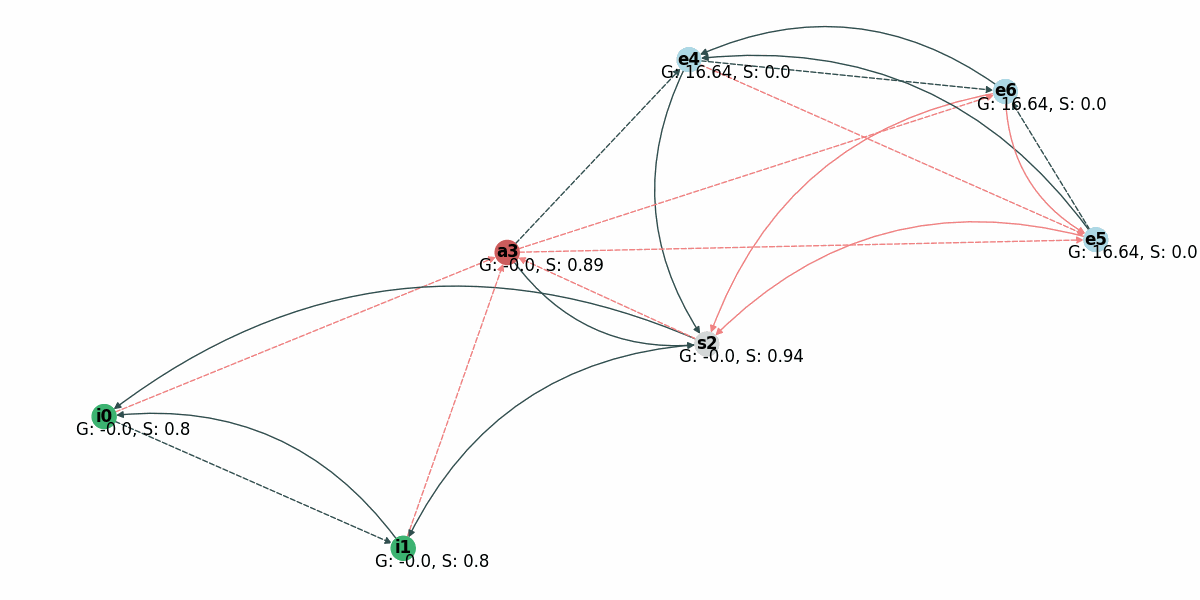 e4
G: 16.64, S: 0.0
e6
G: 16.64, S: 0.0
e5
G: 16.64, S: 0.0
a3
G: -0.0, S: 0.89
s2
G: -0.0, S: 0.94
i0
G: -0.0, S: 0.8
i1
G: -0.0, S: 0.8